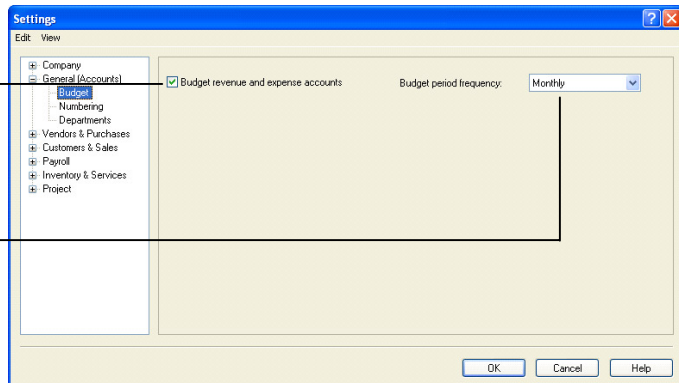 Settings
Edit View
Company
General (Accounts)
Budget
Numbering
Departments
Vendors & Purchases
Customers & Sales
Payroll
Inventory & Services
Project
Budget revenue and expense accounts
Budget period frequency:
Monthly
OK
Cancel
Help